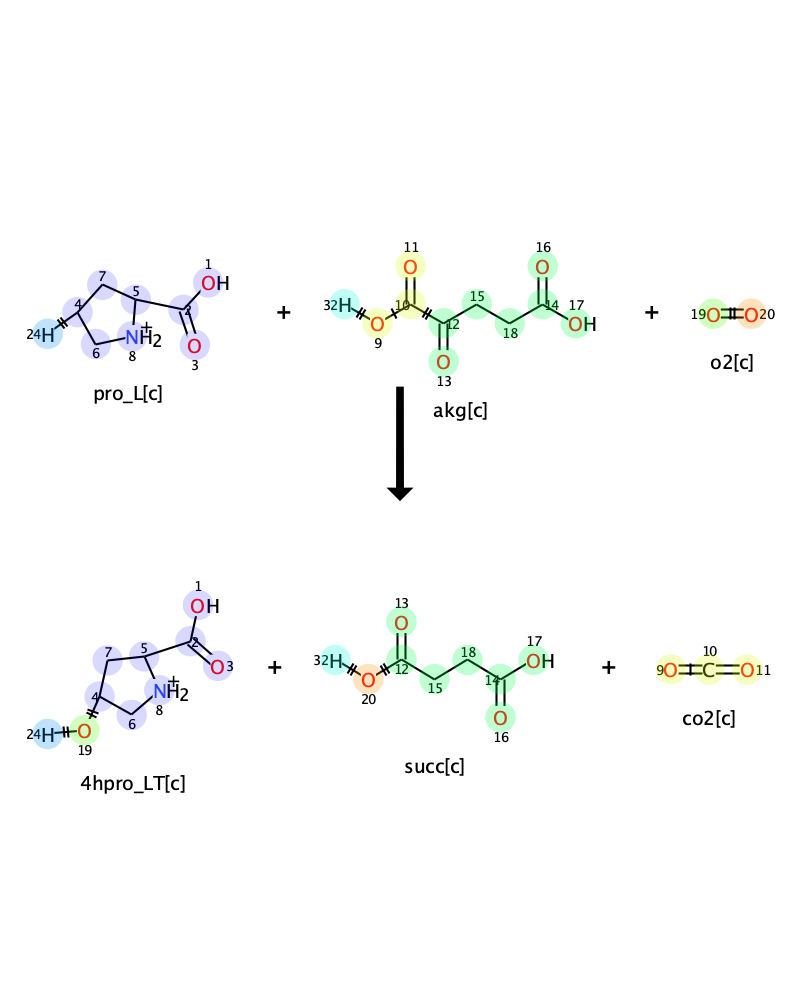 1
11
16
7
5
OH
O
O
4
2
+
32H
10
15
14
17
+
19O
O20
24H
N
+
H2
O
O
12
18
OH
6
8
3
9
O
o2[c]
pro_L[c]
13
akg[c]
1
OH
13
O
17
7
5
2
O3
+
32H
18
OH
+
10
9O
C
O11
4
N
+
H2
O
12
15
14
6
8
20
O
co2[c]
24H
O
16
19
succ[c]
4hpro_LT[c]